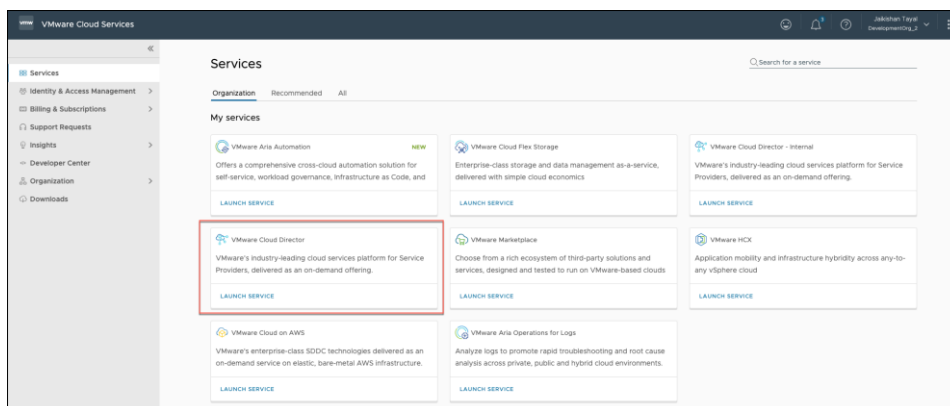 vmw VMware Cloud Services
Jaikishan Tayal
DevelopmentOrg_2
Services
Identity & Access Management
Billing & Subscriptions
Support Requests
Insights
Developer Center
Organization
Downloads
Services
Search for a service
Organization Recommended All
My services
VMware Aria Automation NEW
Offers a comprehensive cross-cloud automation solution for
self-service, workload governance, Infrastructure as Code, and
LAUNCH SERVICE
VMware Cloud Flex Storage
Enterprise-class storage and data management as-a-service,
delivered with simple cloud economics
LAUNCH SERVICE
VMware Cloud Director - Internal
VMware's industry-leading cloud services platform for Service
Providers, delivered as an on-demand offering.
LAUNCH SERVICE
VMware Cloud Director
VMware's industry-leading cloud services platform for Service
Providers, delivered as an on-demand offering.
LAUNCH SERVICE
VMware Marketplace
Choose from a rich ecosystem of third-party solutions and
services, designed and tested to run on VMware-based clouds
LAUNCH SERVICE
VMware HCX
Application mobility and infrastructure hybridity across any-to-
any vSphere cloud
LAUNCH SERVICE
VMware Cloud on AWS
VMware's enterprise-class SDDC technologies delivered as an
on-demand service on elastic, bare-metal AWS infrastructure.
LAUNCH SERVICE
VMware Aria Operations for Logs
Analyze logs to promote rapid troubleshooting and root cause
analysis across private, public and hybrid cloud environments.
LAUNCH SERVICE